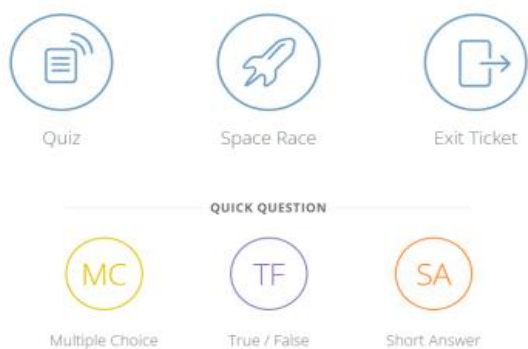 Quiz Space Race Exit Ticket
QUICK QUESTION
MC TF SA
Multiple Choice True / False Short Answer